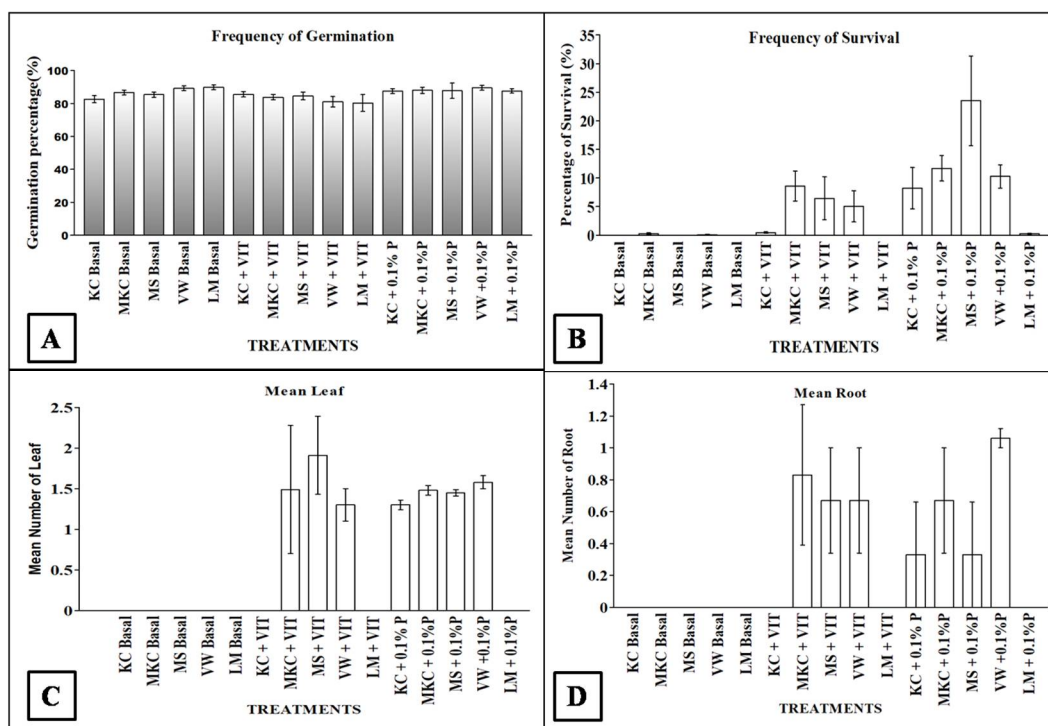 Frequency of Germination
Germination percentage(%)
100
80
60
40
20
0
KC Basal
MKC Basal
MS Basal
VW Basal
LM Basal
KC + VIT
MKC + VIT
MS + VIT
VW + VIT
LM + VIT
KC + 0.1% P
MKC + 0.1%P
MS + 0.1%P
VW +0.1%P
LM + 0.1%P
A
TREATMENTS
Frequency of Survival
Percentage of Survival (%)
35
30
25
20
15
10
5
0
KC Basal
MKC Basal
MS Basal
VW Basal
LM Basal
KC + VIT
MKC + VIT
MS + VIT
VW + VIT
LM + VIT
KC + 0.1% P
MKC + 0.1%P
MS + 0.1%P
VW +0.1%P
LM + 0.1%P
B
TREATMENTS
Mean Leaf
Mean Number of Leaf
2.5
2
1.5
1
0.5
0
KC Basal
MKC Basal
MS Basal
VW Basal
LM Basal
KC + VIT
MKC + VIT
MS + VIT
VW + VIT
LM + VIT
KC + 0.1% P
MKC + 0.1%P
MS + 0.1%P
VW +0.1%P
LM + 0.1%P
C
TREATMENTS
Mean Root
Mean Number of Root
1.4
1.2
1
0.8
0.6
0.4
0.2
0
KC Basal
MKC Basal
MS Basal
VW Basal
LM Basal
KC + VIT
MKC + VIT
MS + VIT
VW + VIT
LM + VIT
KC + 0.1% P
MKC + 0.1%P
MS + 0.1%P
VW +0.1%P
LM + 0.1%P
D
TREATMENTS